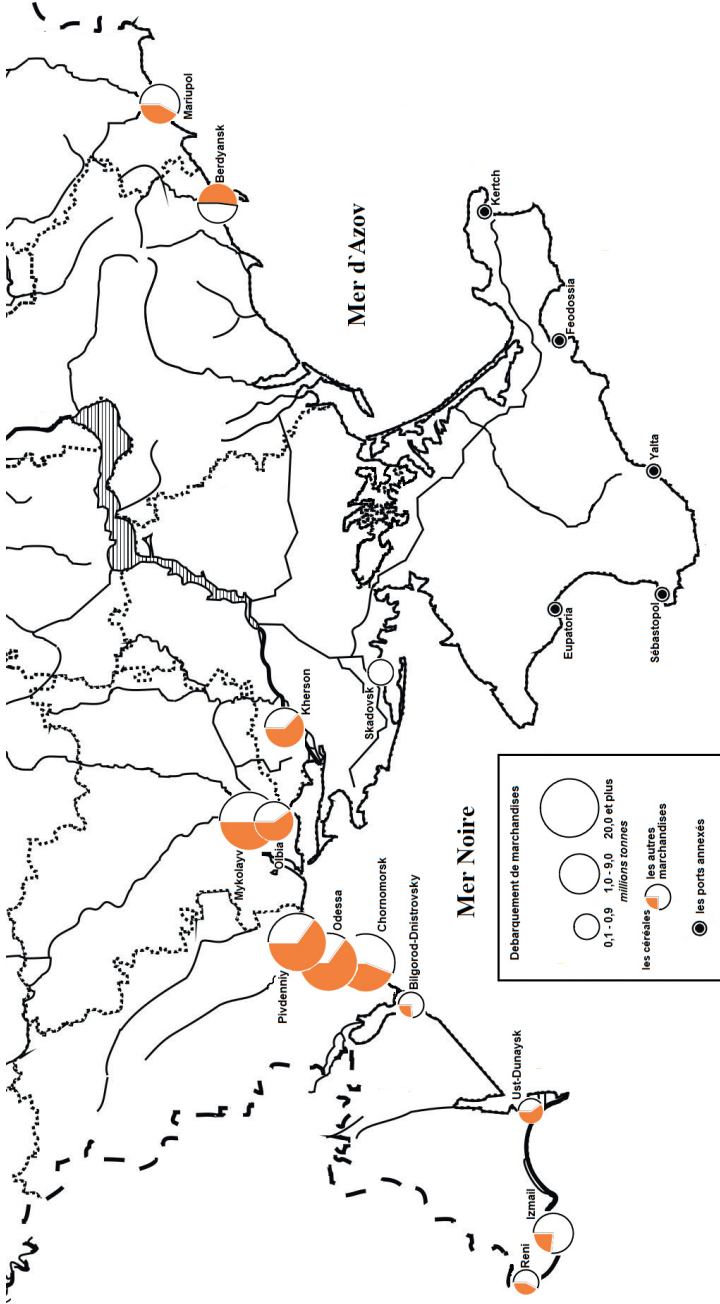 Mariupol
Berdyansk
Mer d`Azov
Kertch
Feodossia
Yalta
Sébastopol
Eupatoria
Skadovsk
Kherson
Mykolayv
Olbia
Pivdenniy
Odessa
Chornomorsk
Bilgorod-Dnistrovsky
Mer Noire
Ust-Dunaysk
Izmail
Reni
Debarquement de marchandises
0,1 - 0,9 1,0 - 9,0 20,0 et plus
millions tonnes
les céréales
les autres
marchandises
les ports annexés